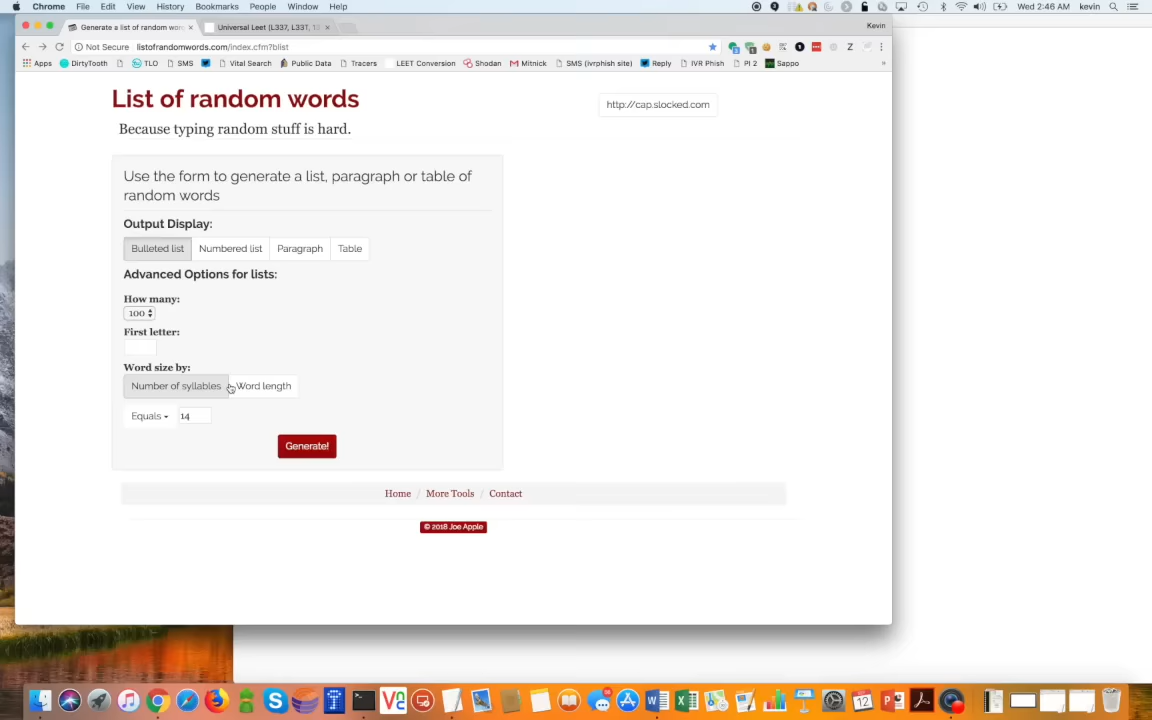 Chrome File Edit View History Bookmarks People Window Help
Wed 2:46 AM kevin
Generate a list of random wor
Universal Leet (L337, L33T, 13
Kevin
Not Secure listofrandomwords.com/index.cfm?blist
Z
Apps DirtyTooth TLO SMS Vital Search Public Data Tracers LEET Conversion Shodan Mitnick SMS (ivrphish site) Reply IVR Phish PI 2 Sappo »
List of random words
http://cap.slocked.com
Because typing random stuff is hard.
Use the form to generate a list, paragraph or table of
random words
Output Display:
Bulleted list Numbered list Paragraph Table
Advanced Options for lists:
How many:
100
First letter:
Word size by:
Number of syllables Word length
Equals 14
Generate!
Home / More Tools / Contact
© 2018 Joe Apple